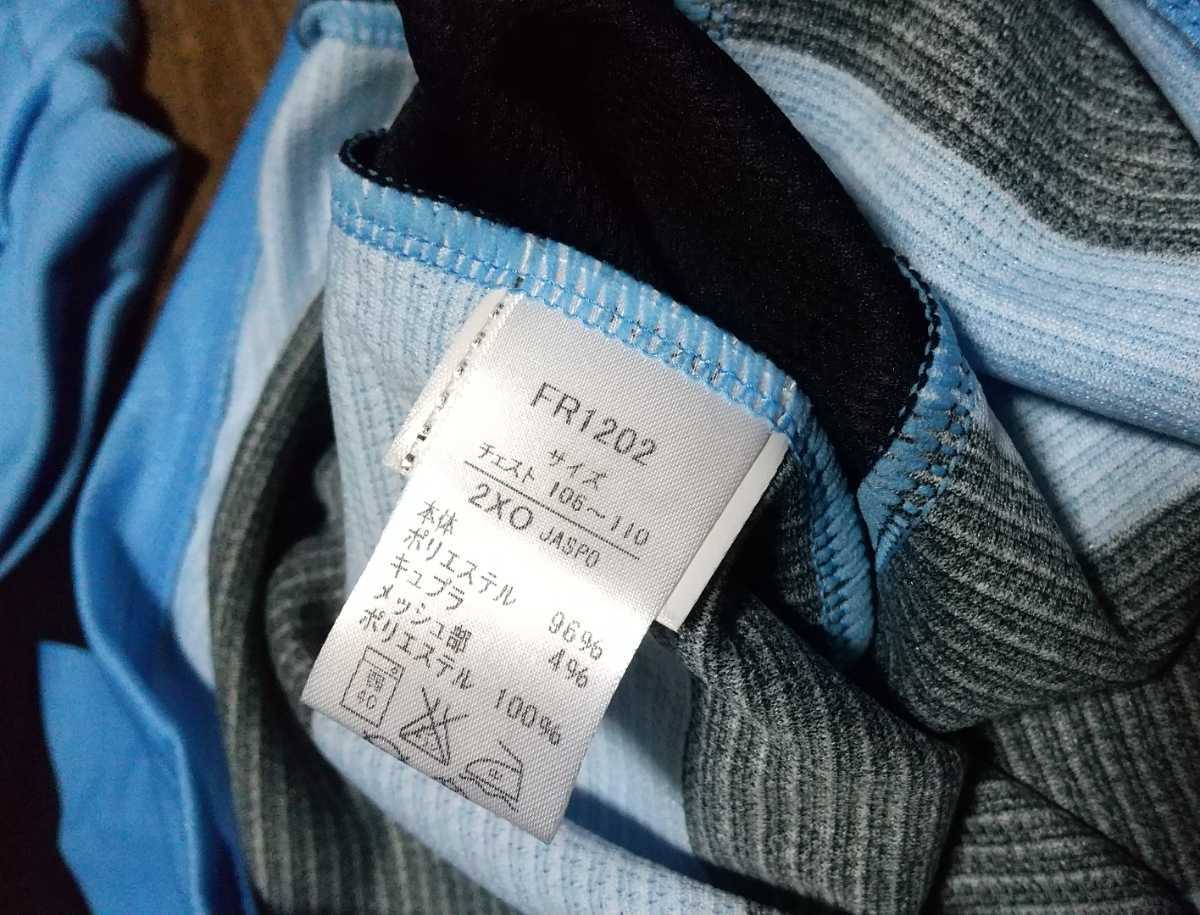 FR1202
サイズ
チェスト 106～110
2XO JASPO
本体
ポリエステル 96%
キュプラ 4%
メッシュ部
ポリエステル 100%
40